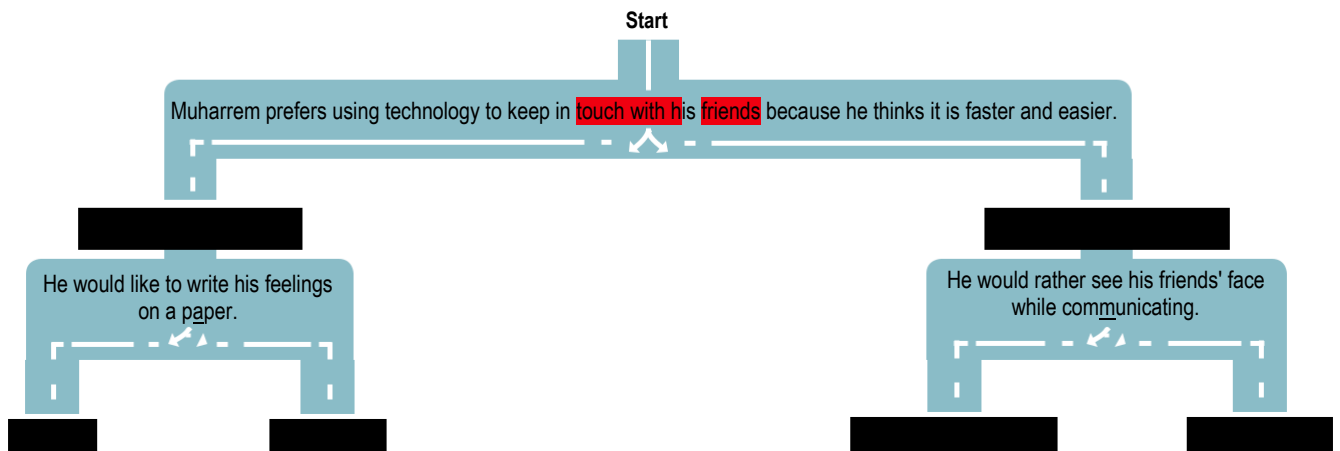 Start
Muharrem prefers using technology to keep in touch with his friends because he thinks it is faster and easier.
He would like to write his feelings
on a paper.
He would rather see his friends' face
while communicating.